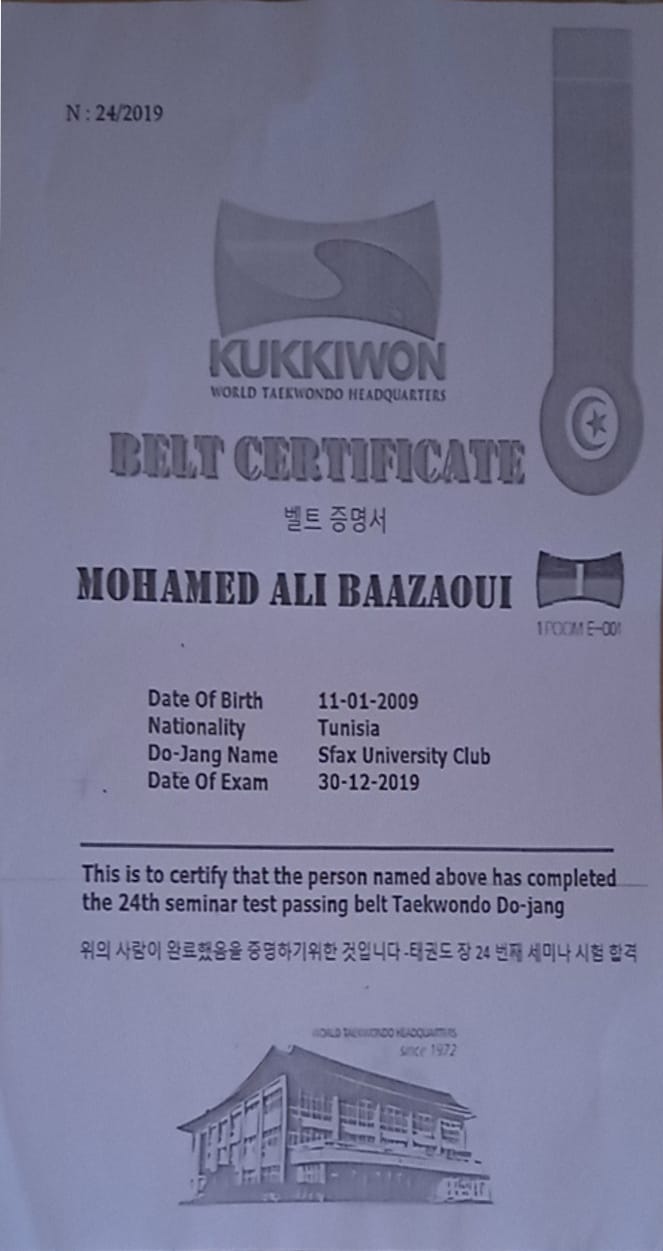 N : 24/2019
KUKKIWON
WORLD TAEKWONDO HEADQUARTERS
BELT CERTIFICATE
벨트 증명서
MOHAMED ALI BAAZAOUI
1 POOM E-001
Date Of Birth 11-01-2009
Nationality Tunisia
Do-Jang Name Sfax University Club
Date Of Exam 30-12-2019
This is to certify that the person named above has completed
the 24th seminar test passing belt Taekwondo Do-jang
위의 사람이 완료했음을 증명하기위한 것입니다-태권도 장 24 번째 세미나 시험 합격
WORLD TAEKWONDO HEADQUARTERS
since 1972